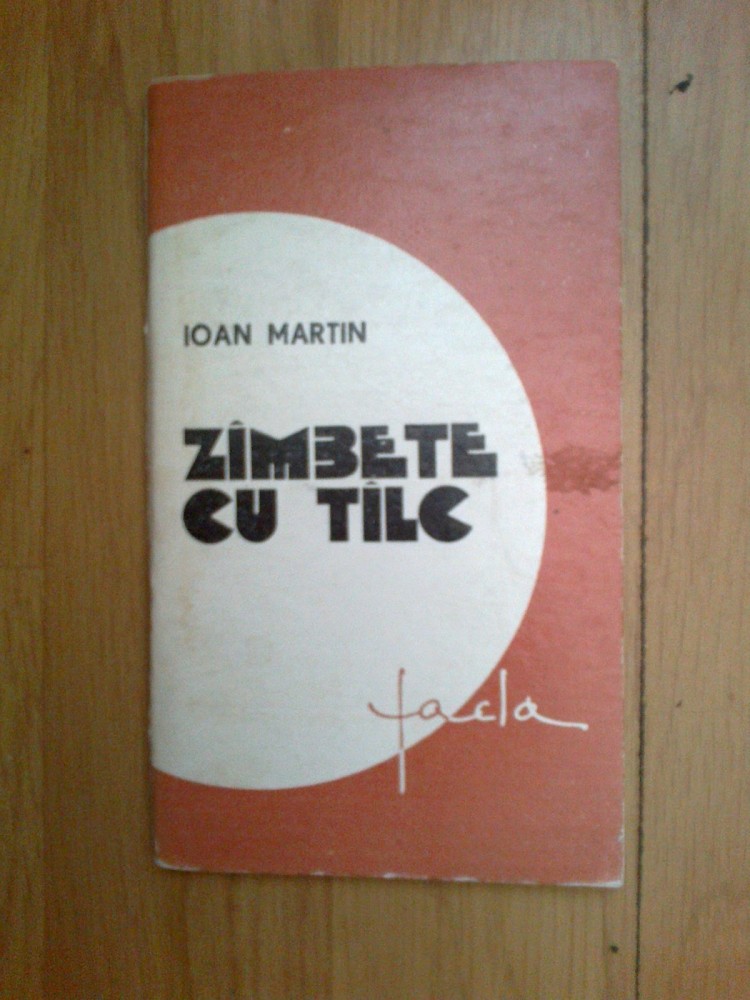 IOAN MARTIN
ZÎMBETE
CU TÎLC
facla